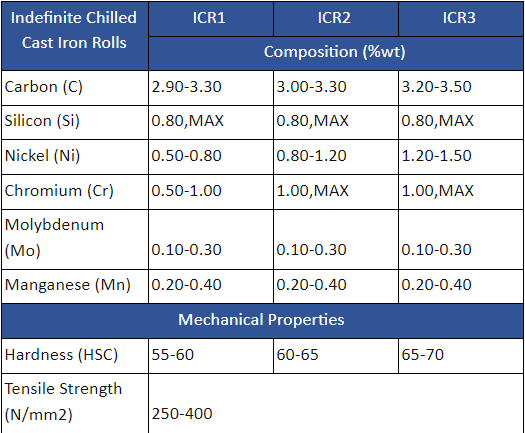 Indefinite Chilled ICR1 ICR2 ICR3
Cast Iron Rolls Composition (%wt)
Carbon (C) 2.90-3.30 3.00-3.30 3.20-3.50
Silicon (Si) 0.80,MAX 0.80,MAX 0.80,MAX
Nickel (Ni) 0.50-0.80 0.80-1.20 1.20-1.50
Chromium (Cr) 0.50-1.00 1.00,MAX 1.00,MAX
Molybdenum
(Mo) 0.10-0.30 0.10-0.30 0.10-0.30
Manganese (Mn) 0.20-0.40 0.20-0.40 0.20-0.40
Mechanical Properties
Hardness (HSC) 55-60 60-65 65-70
Tensile Strength
(N/mm2) 250-400